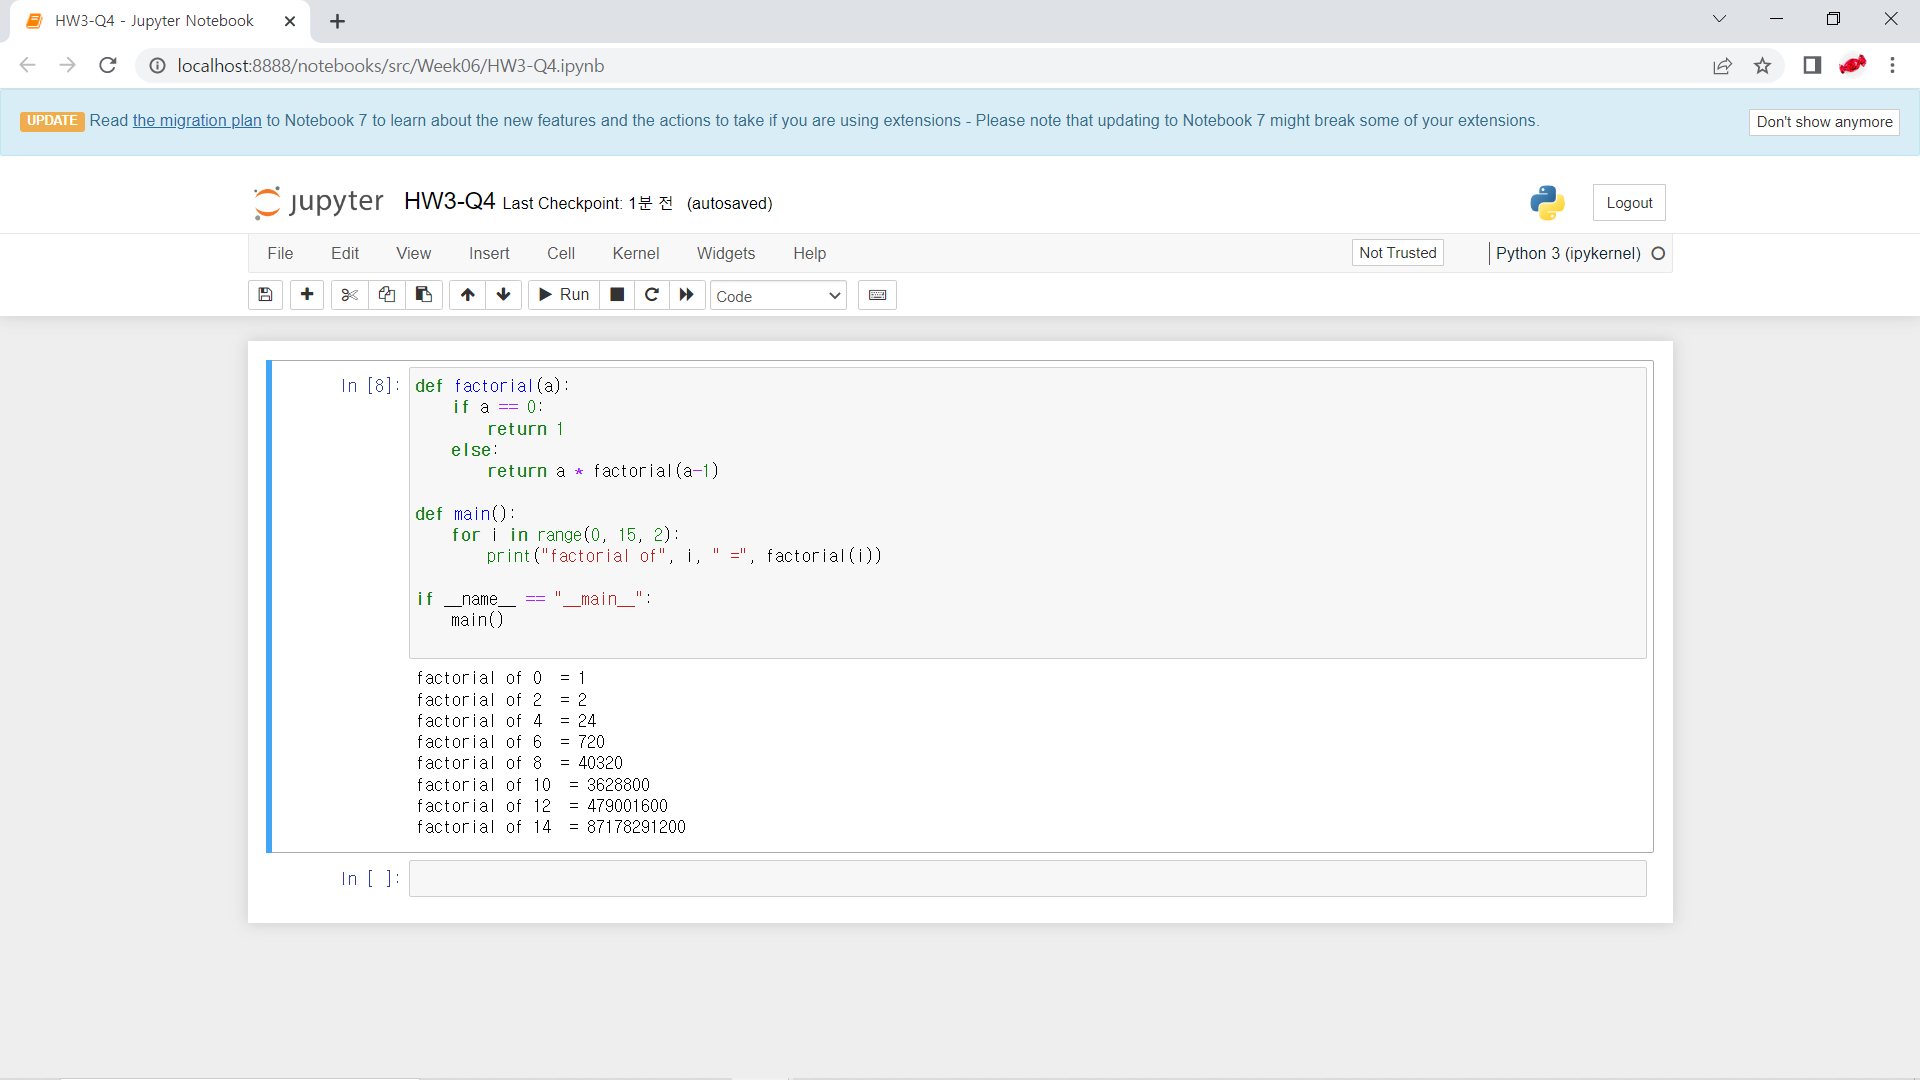 HW3-Q4 - Jupyter Notebook
localhost:8888/notebooks/src/Week06/HW3-Q4.ipynb
UPDATE Read the migration plan to Notebook 7 to learn about the new features and the actions to take if you are using extensions - Please note that updating to Notebook 7 might break some of your extensions. Don't show anymore
jupyter HW3-Q4 Last Checkpoint: 1분 전 (autosaved) Logout
File Edit View Insert Cell Kernel Widgets Help Not Trusted Python 3 (ipykernel)
Run Code
In [8]: def factorial(a):
    if a == 0:
        return 1
    else:
        return a * factorial(a-1)
def main():
    for i in range(0, 15, 2):
        print("factorial of", i, " =", factorial(i))
if __name__ == "__main__":
    main()
factorial of 0  = 1
factorial of 2  = 2
factorial of 4  = 24
factorial of 6  = 720
factorial of 8  = 40320
factorial of 10  = 3628800
factorial of 12  = 479001600
factorial of 14  = 87178291200
In [ ]: